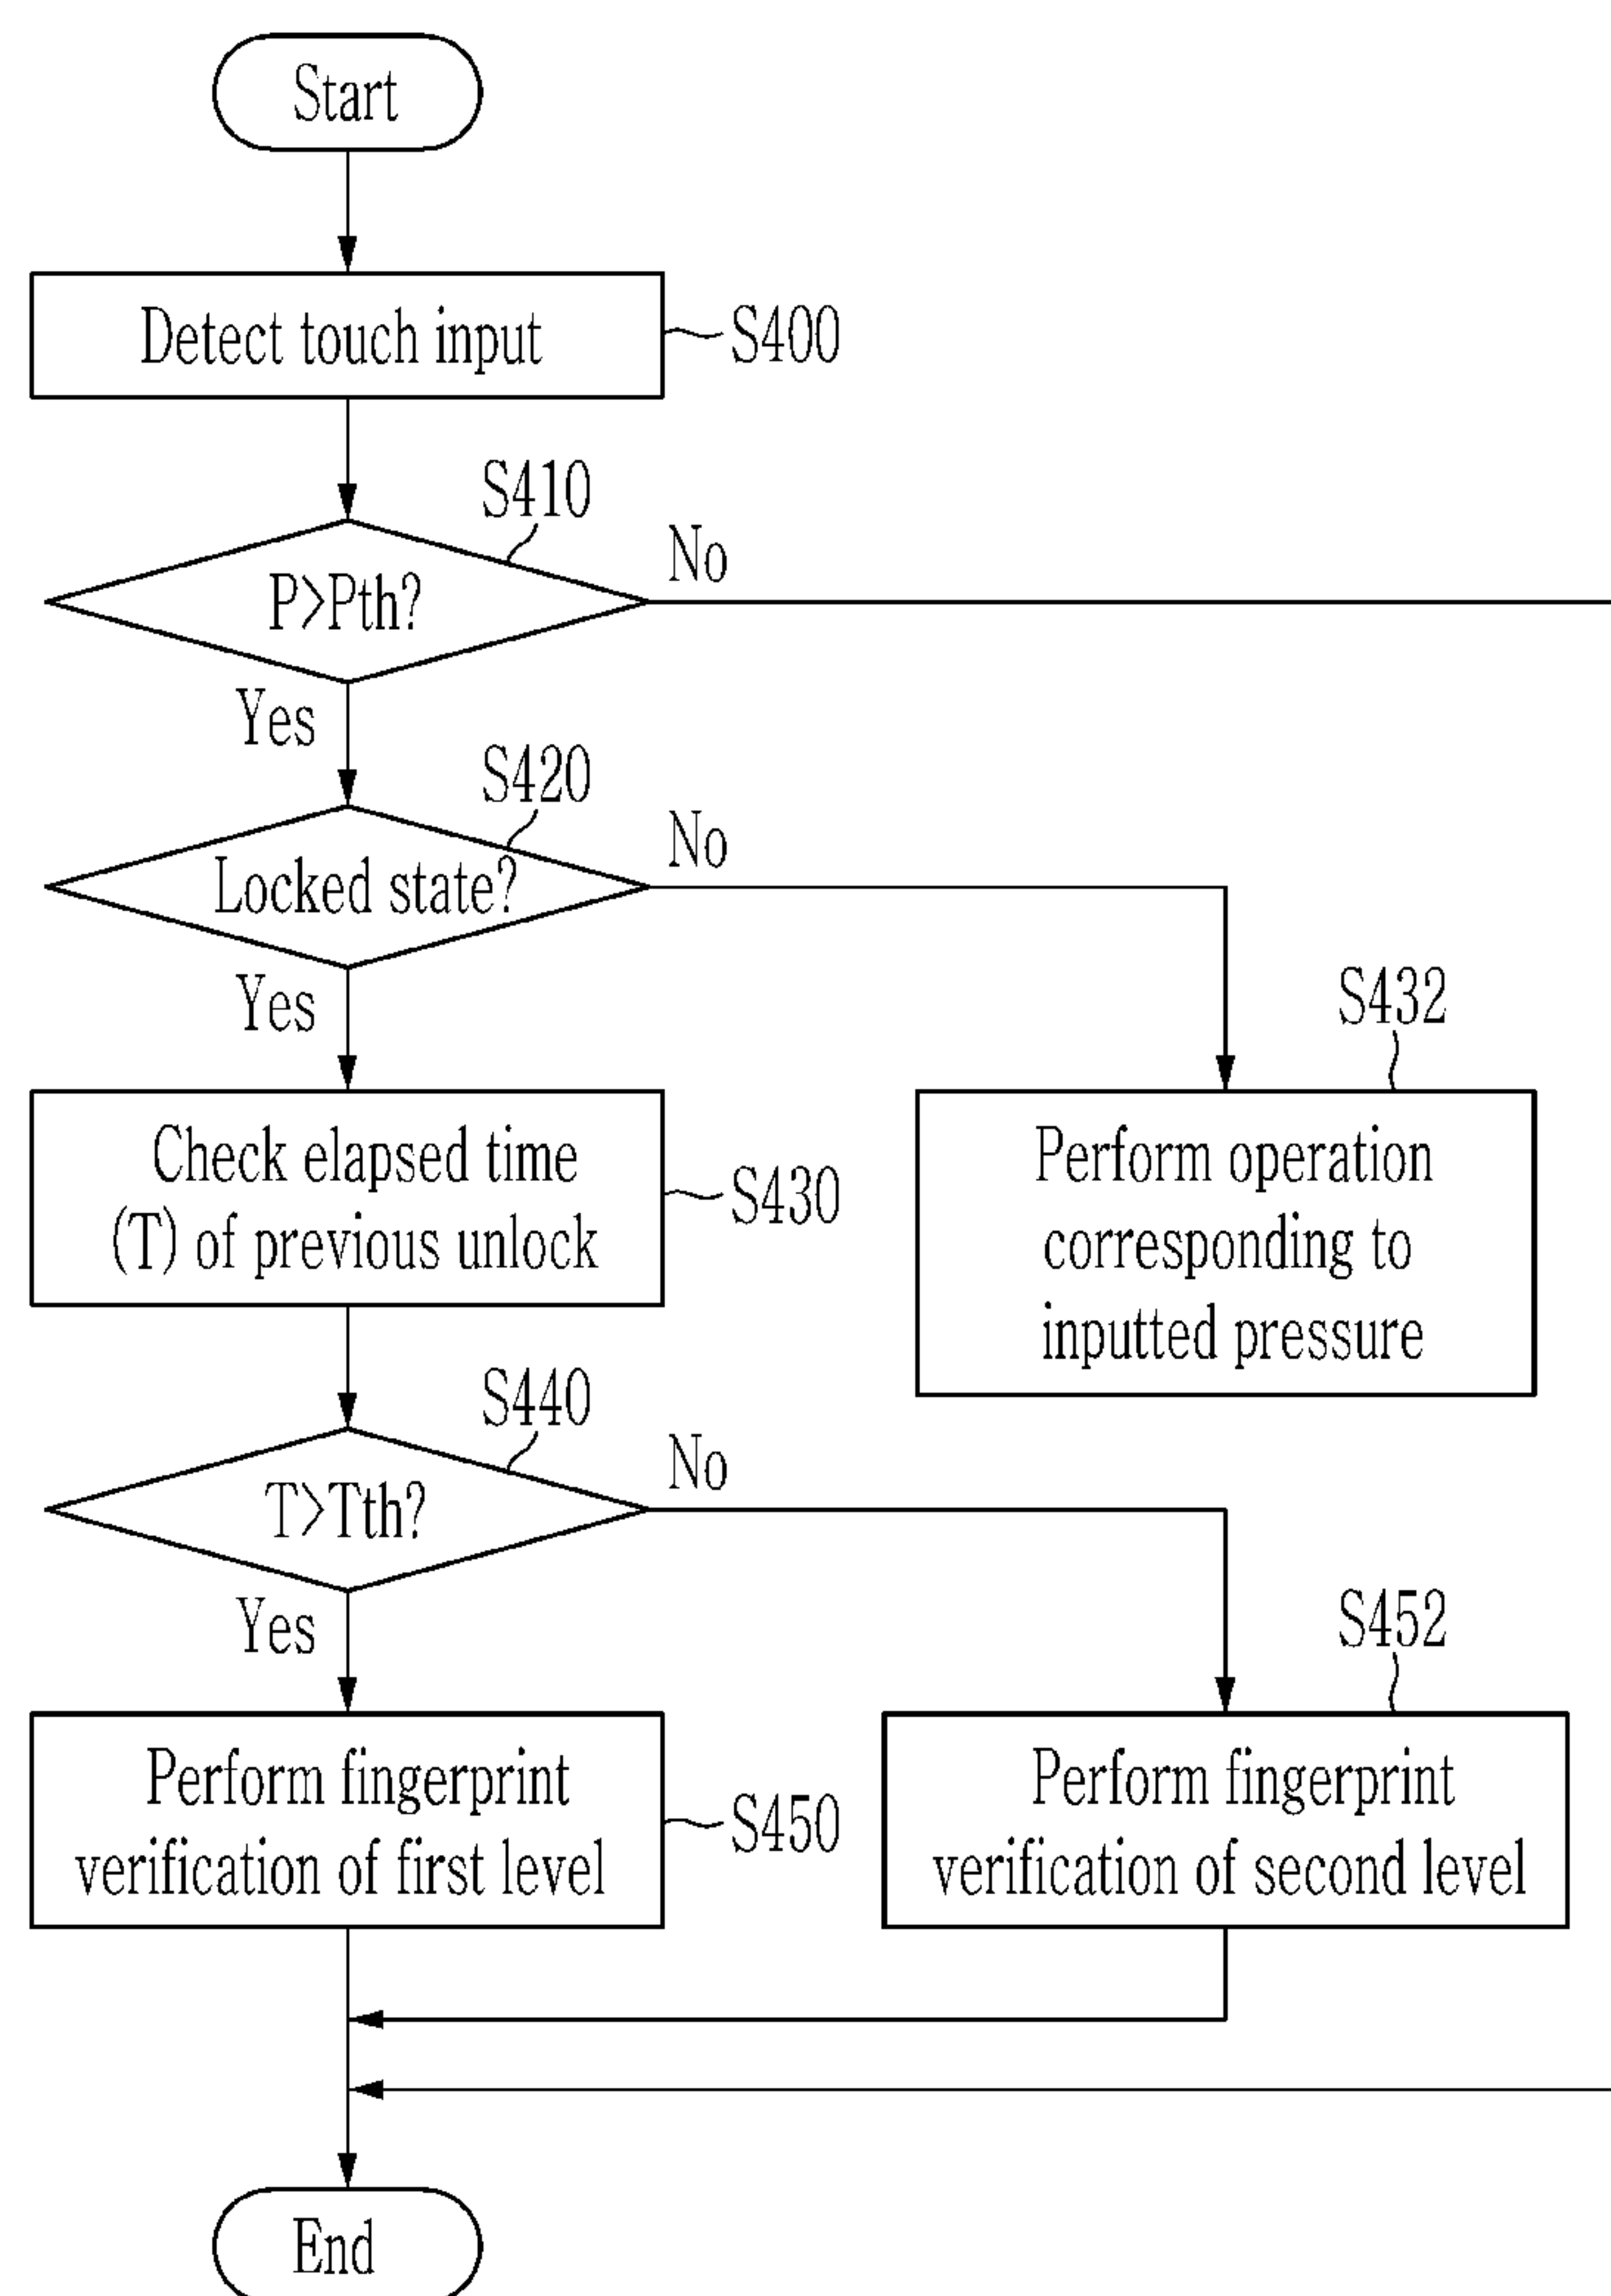 Start
Detect touch input
S400
S410
P>Pth?
No
Yes
S420
Locked state?
No
Yes
S432
Check elapsed time
(T) of previous unlock
S430
Perform operation
corresponding to
inputted pressure
S440
T>Tth?
No
Yes
S452
Perform fingerprint
verification of first level
S450
Perform fingerprint
verification of second level
End